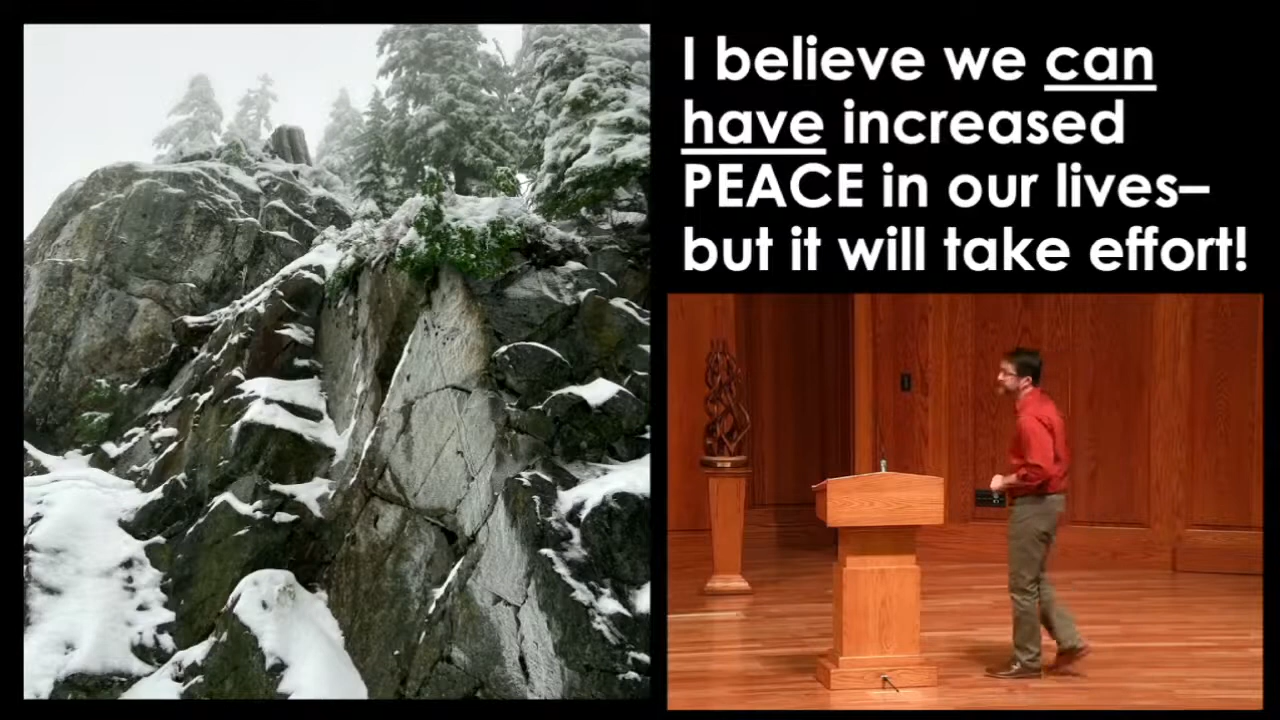 I believe we can
have increased
PEACE in our lives–
but it will take effort!